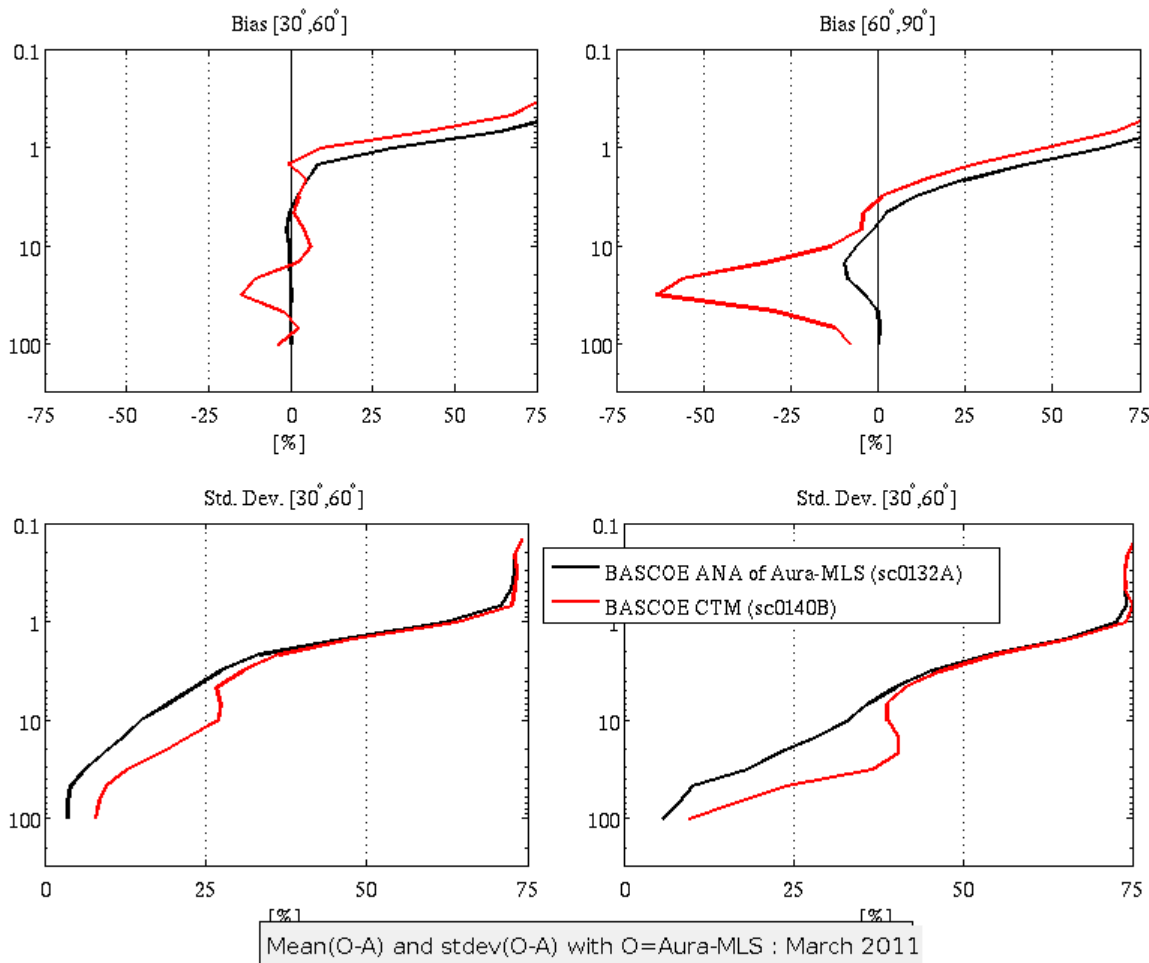 Bias [30°,60°]
0.1
1
10
100
-75 -50 -25 0 25 50 75
[%]
Bias [60°,90°]
0.1
1
10
100
-75 -50 -25 0 25 50 75
[%]
Std. Dev. [30°,60°]
0.1
1
10
100
0 25 50 75
[%]
Std. Dev. [30°,60°]
0.1
1
10
100
0 25 50 75
[%]
BASCOE ANA of Aura-MLS (sc0132A)
BASCOE CTM (sc0140B)
Mean(O-A) and stdev(O-A) with O=Aura-MLS : March 2011